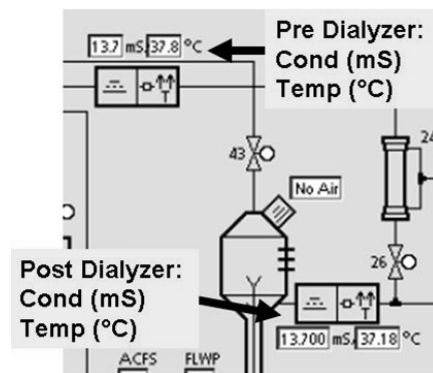 Pre Dialyzer:
Cond (mS)
Temp (°C)
13.7 mS/ 37.8 °C
T
43
No Air
24
26
Post Dialyzer:
Cond (mS)
Temp (°C)
T
13.700 mS/ 37.18 °C
ACFS FLWP